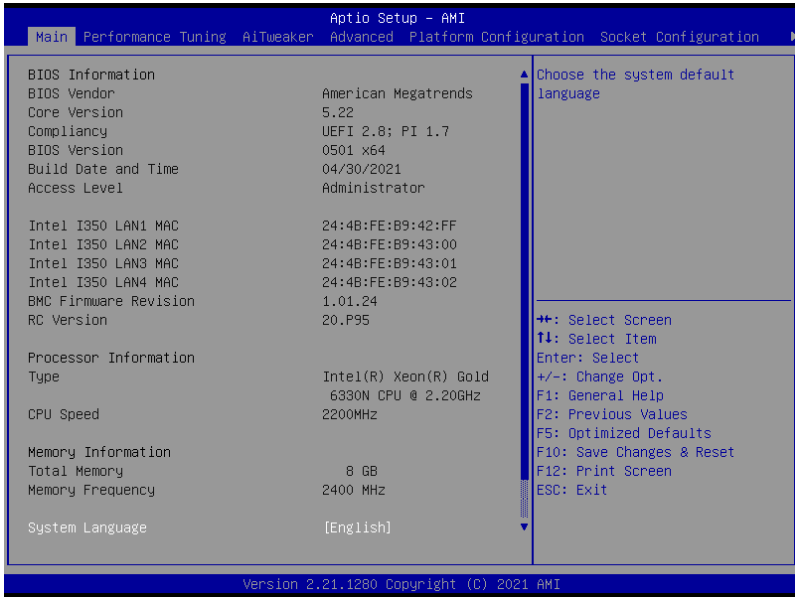 Aptio Setup – AMI
Main Performance Tuning AiTweaker Advanced Platform Configuration Socket Configuration
BIOS Information
BIOS Vendor American Megatrends
Core Version 5.22
Compliancy UEFI 2.8; PI 1.7
BIOS Version 0501 x64
Build Date and Time 04/30/2021
Access Level Administrator
Intel I350 LAN1 MAC 24:4B:FE:B9:42:FF
Intel I350 LAN2 MAC 24:4B:FE:B9:43:00
Intel I350 LAN3 MAC 24:4B:FE:B9:43:01
Intel I350 LAN4 MAC 24:4B:FE:B9:43:02
BMC Firmware Revision 1.01.24
RC Version 20.P95
Processor Information
Type Intel(R) Xeon(R) Gold
6330N CPU @ 2.20GHz
CPU Speed 2200MHz
Memory Information
Total Memory 8 GB
Memory Frequency 2400 MHz
System Language [English]
Choose the system default
language
→←: Select Screen
↑↓: Select Item
Enter: Select
+/-: Change Opt.
F1: General Help
F2: Previous Values
F5: Optimized Defaults
F10: Save Changes & Reset
F12: Print Screen
ESC: Exit
Version 2.21.1280 Copyright (C) 2021 AMI